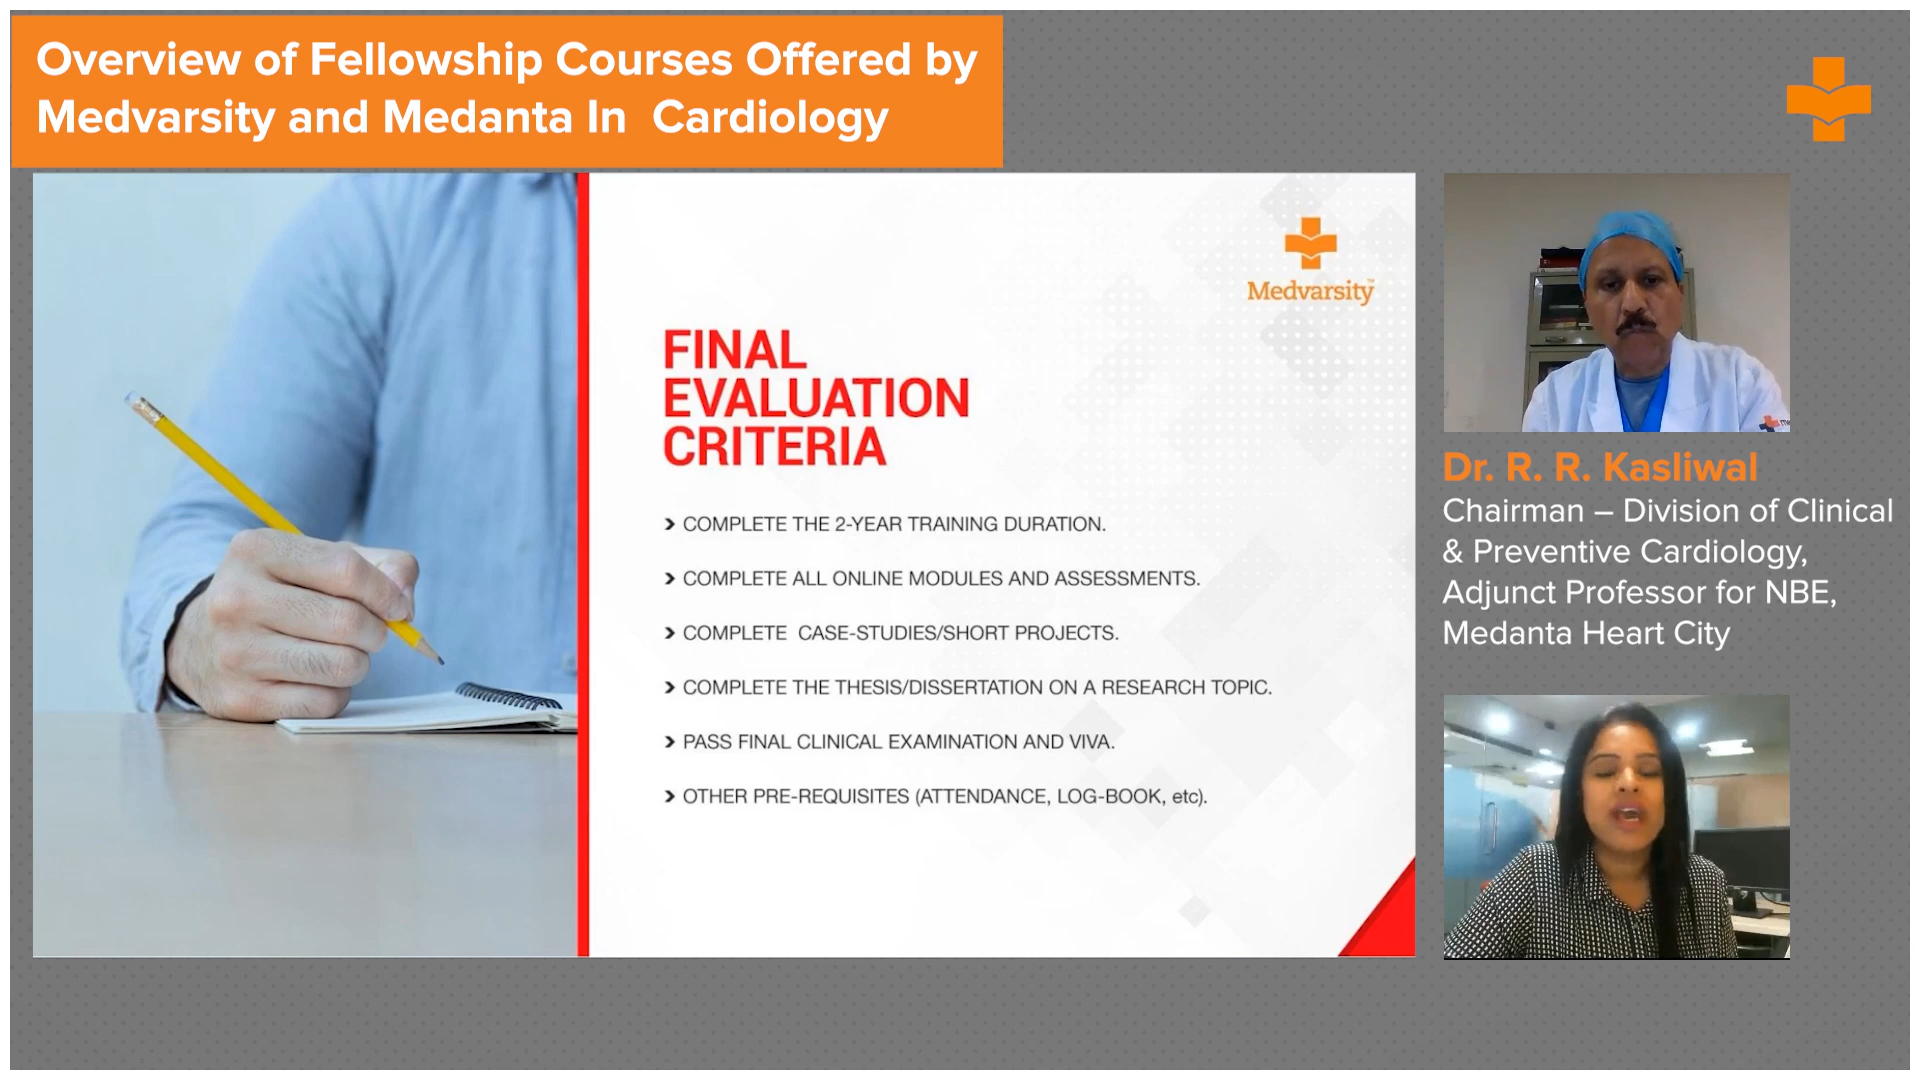 Overview of Fellowship Courses Offered by
Medvarsity and Medanta In  Cardiology
Medvarsity
FINAL
EVALUATION
CRITERIA
COMPLETE THE 2-YEAR TRAINING DURATION.
COMPLETE ALL ONLINE MODULES AND ASSESSMENTS.
COMPLETE  CASE-STUDIES/SHORT PROJECTS.
COMPLETE THE THESIS/DISSERTATION ON A RESEARCH TOPIC.
PASS FINAL CLINICAL EXAMINATION AND VIVA.
OTHER PRE-REQUISITES (ATTENDANCE, LOG-BOOK, etc).
Dr. R. R. Kasliwal
Chairman – Division of Clinical
& Preventive Cardiology,
Adjunct Professor for NBE,
Medanta Heart City